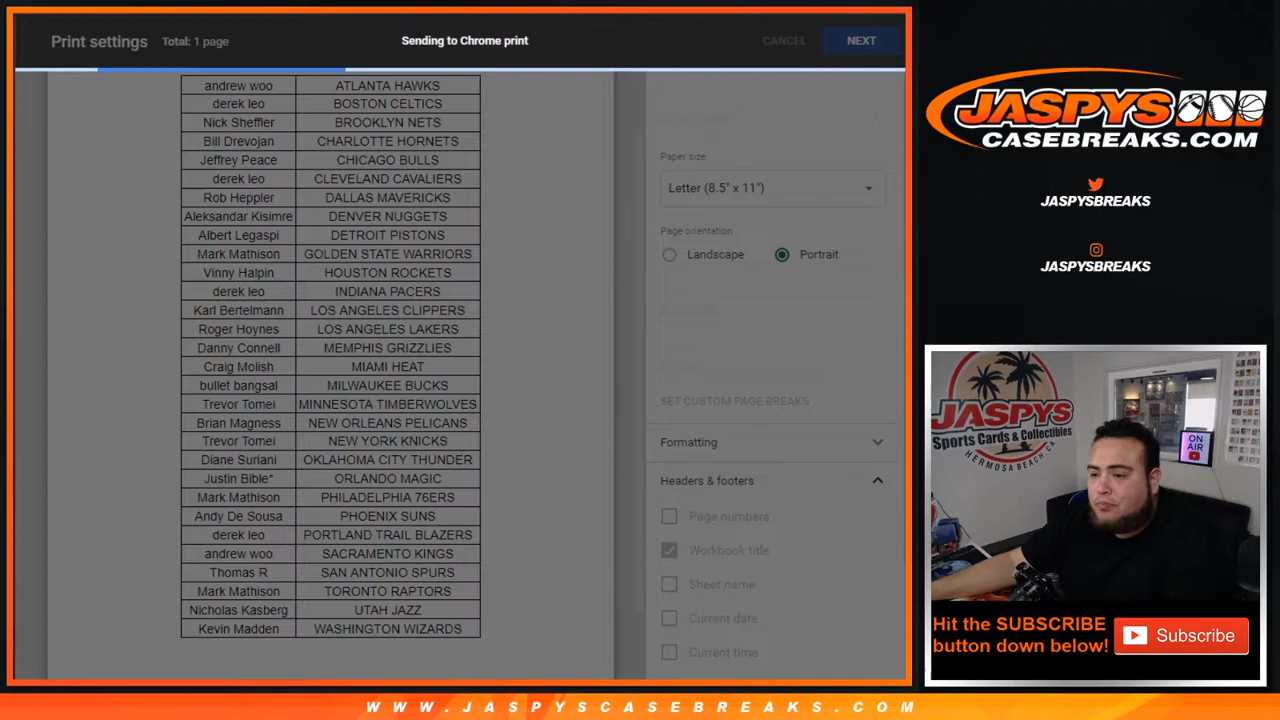 Print settings Total: 1 page Sending to Chrome print CANCEL NEXT
andrew woo ATLANTA HAWKS
derek leo BOSTON CELTICS
Nick Sheffler BROOKLYN NETS
Bill Drevojan CHARLOTTE HORNETS
Jeffrey Peace CHICAGO BULLS
derek leo CLEVELAND CAVALIERS
Rob Heppler DALLAS MAVERICKS
Aleksandar Kisimre DENVER NUGGETS
Albert Legaspi DETROIT PISTONS
Mark Mathison GOLDEN STATE WARRIORS
Vinny Halpin HOUSTON ROCKETS
derek leo INDIANA PACERS
Karl Bertelmann LOS ANGELES CLIPPERS
Roger Hoynes LOS ANGELES LAKERS
Danny Connell MEMPHIS GRIZZLIES
Craig Molish MIAMI HEAT
bullet bangsal MILWAUKEE BUCKS
Trevor Tomei MINNESOTA TIMBERWOLVES
Brian Magness NEW ORLEANS PELICANS
Trevor Tomei NEW YORK KNICKS
Diane Suriani OKLAHOMA CITY THUNDER
Justin Bible* ORLANDO MAGIC
Mark Mathison PHILADELPHIA 76ERS
Andy De Sousa PHOENIX SUNS
derek leo PORTLAND TRAIL BLAZERS
andrew woo SACRAMENTO KINGS
Thomas R SAN ANTONIO SPURS
Mark Mathison TORONTO RAPTORS
Nicholas Kasberg UTAH JAZZ
Kevin Madden WASHINGTON WIZARDS
Paper size
Letter (8.5" x 11")
Page orientation
Landscape Portrait
SET CUSTOM PAGE BREAKS
Formatting
Headers & footers
Page numbers
Workbook title
Sheet name
Current date
Current time
JASPYS
CASEBREAKS.COM
JASPYSBREAKS
JASPYSBREAKS
JASPYS
Sports Cards & Collectibles
HERMOSA BEACH, CA
ON AIR
Hit the SUBSCRIBE
button down below!
Subscribe
WWW.JASPYSCASEBREAKS.COM